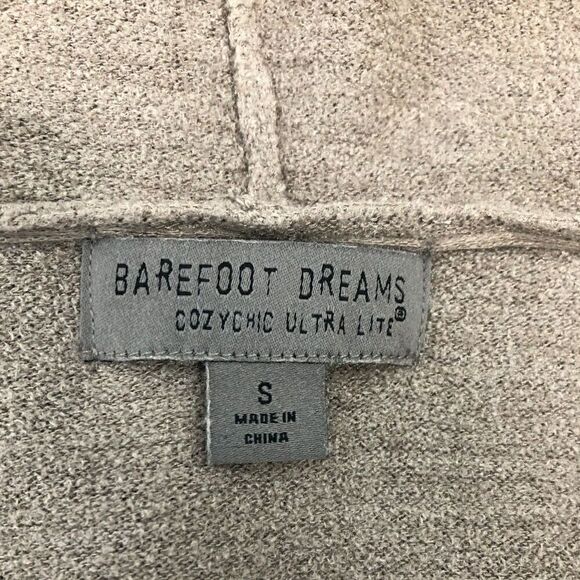 BAREFOOT DREAMS
COZYCHIC ULTRA LITE®
S
MADE IN
CHINA